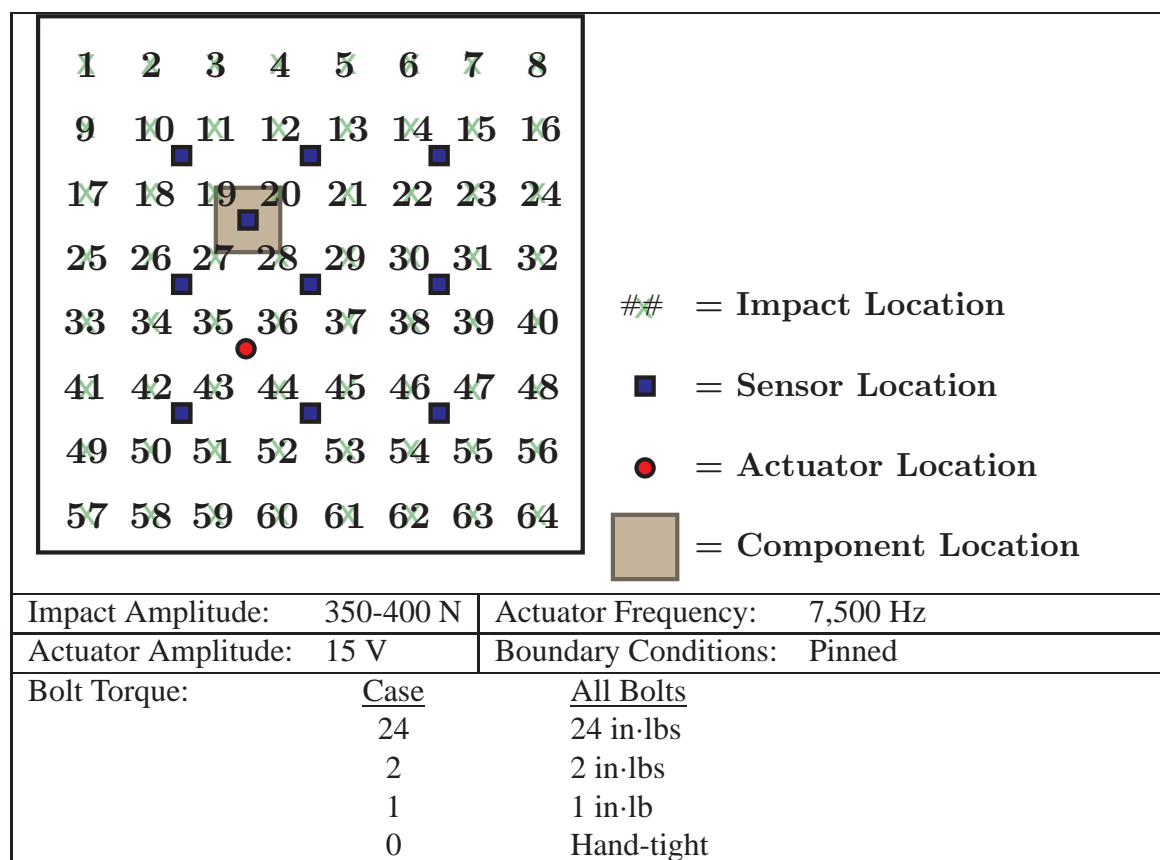 1 2 3 4 5 6 7 8
9 10 11 12 13 14 15 16
17 18 19 20 21 22 23 24
25 26 27 28 29 30 31 32
33 34 35 36 37 38 39 40
41 42 43 44 45 46 47 48
49 50 51 52 53 54 55 56
57 58 59 60 61 62 63 64
## = Impact Location
= Sensor Location
= Actuator Location
= Component Location
Impact Amplitude: 350-400 N Actuator Frequency: 7,500 Hz
Actuator Amplitude: 15 V Boundary Conditions: Pinned
Bolt Torque: Case All Bolts
24 24 in·lbs
2 2 in·lbs
1 1 in·lb
0 Hand-tight